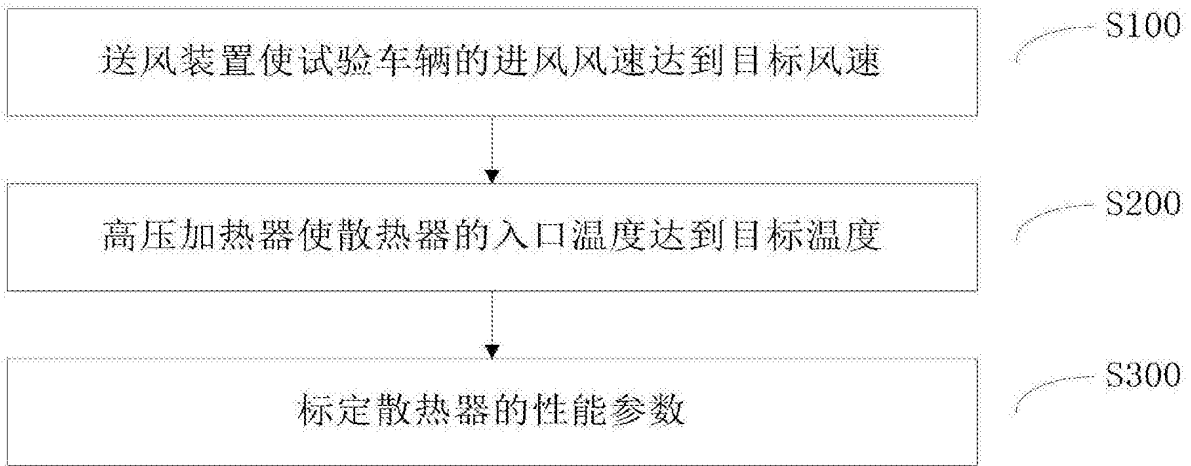 送风装置使试验车辆的进风风速达到目标风速
S100
高压加热器使散热器的入口温度达到目标温度
S200
标定散热器的性能参数
S300